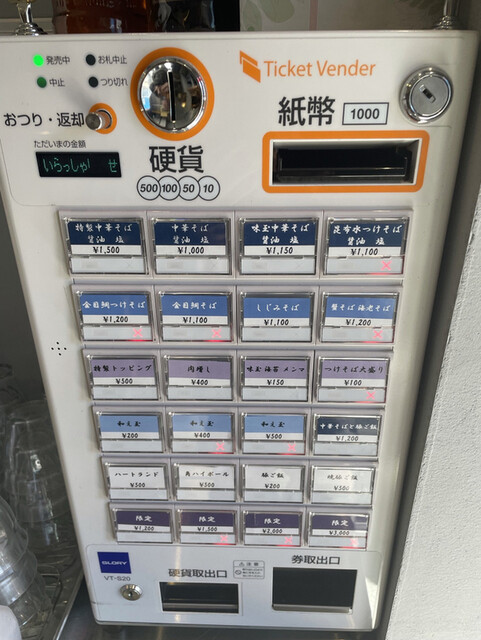 発売中
お札中止
中止
つり切れ
おつり・返却
ただいまの金額
いらっしゃ せ
硬貨
500 100 50 10
Ticket Vender
紙幣 1000
特製中華そば
醤油 塩
¥1,500
中華そば
醤油 塩
¥1,000
味玉中華そば
醤油 塩
¥1,150
昆布水つけそば
醤油 塩
¥1,100
金目鯛つけそば
¥1,200
金目鯛そば
¥1,100
しじみそば
¥1,100
蟹そば 海老そば
¥1,200
特製トッピング
¥500
肉増し
¥400
味玉 海苔 メンマ
¥150
つけそば大盛り
¥100
和え玉
¥200
和え玉
¥400
和え玉
¥300
中華そばと豚ご飯
¥1,200
ハートランド
¥500
角ハイボール
¥500
豚ご飯
¥200
焼豚ご飯
¥500
限定
¥1,200
限定
¥1,500
限定
¥2,000
限定
¥3,000
GLORY
VT-S20
硬貨取出口
注意
券取出口